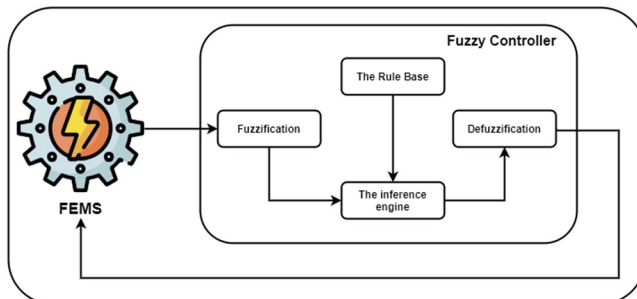 Fuzzy Controller
The Rule Base
Fuzzification
Defuzzification
The inference
engine
FEMS